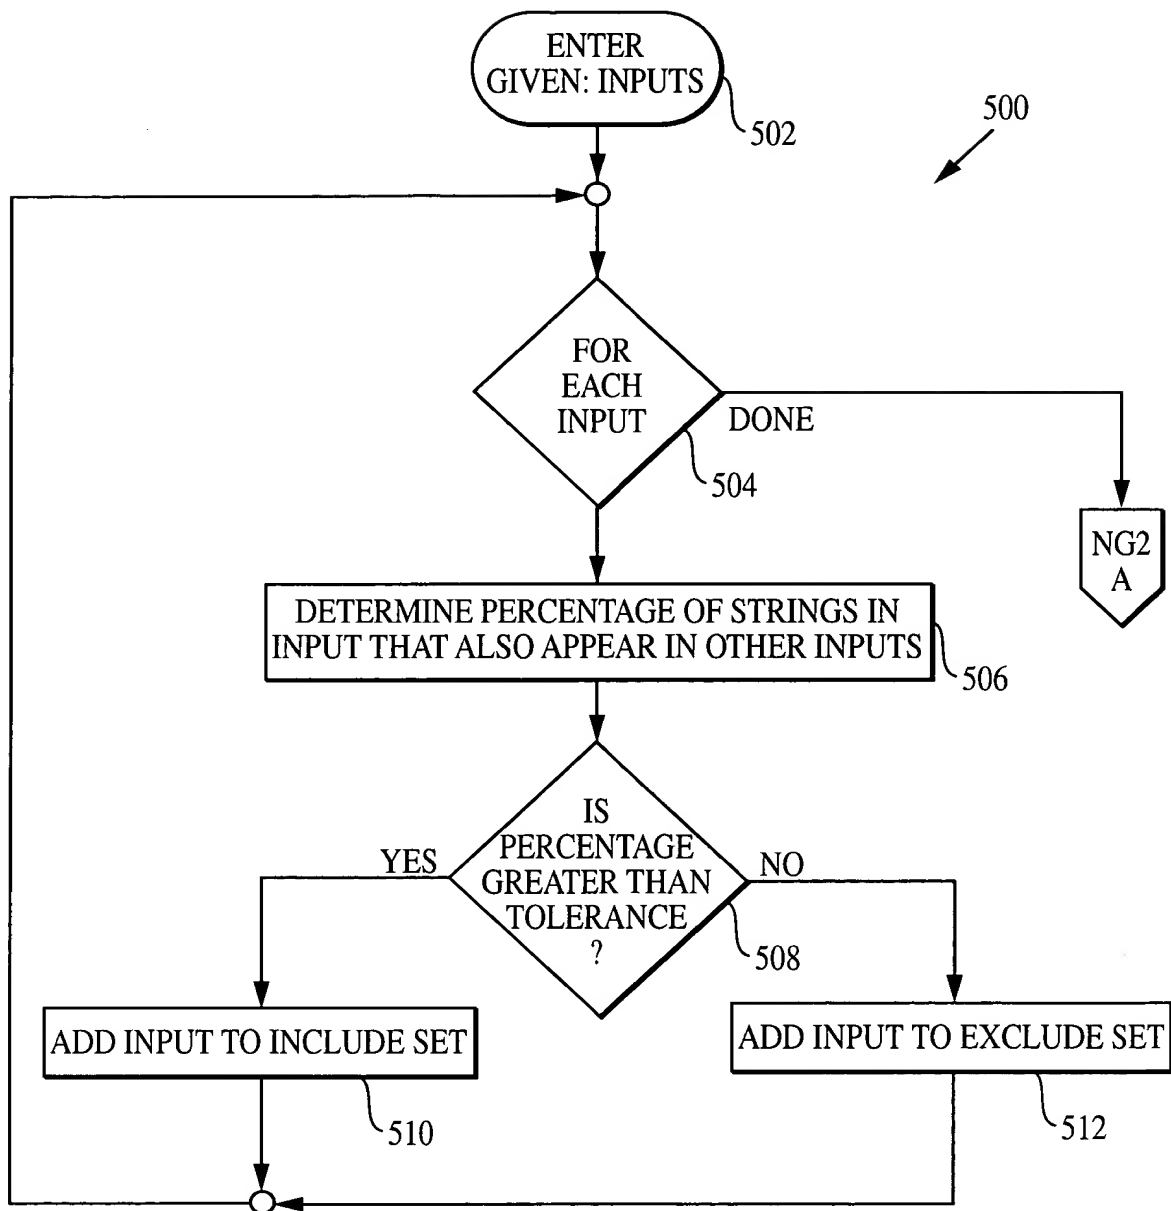 ENTER
GIVEN: INPUTS
502
500
FOR
EACH
INPUT
DONE
504
NG2
A
DETERMINE PERCENTAGE OF STRINGS IN
INPUT THAT ALSO APPEAR IN OTHER INPUTS
506
IS
PERCENTAGE
GREATER THAN
TOLERANCE
?
YES
NO
508
ADD INPUT TO INCLUDE SET
ADD INPUT TO EXCLUDE SET
510
512